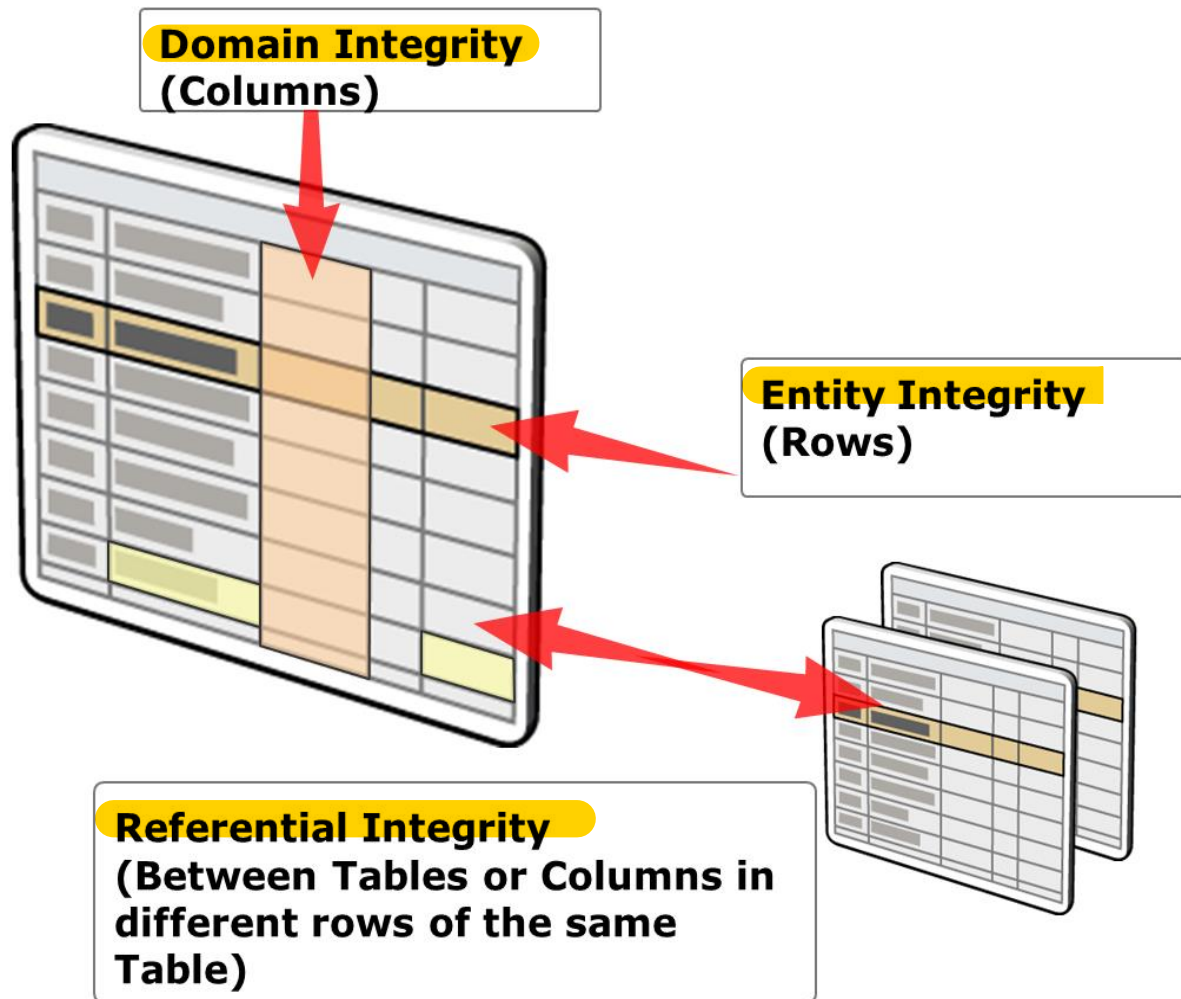 Domain Integrity
(Columns)
Entity Integrity
(Rows)
Referential Integrity
(Between Tables or Columns in
different rows of the same
Table)